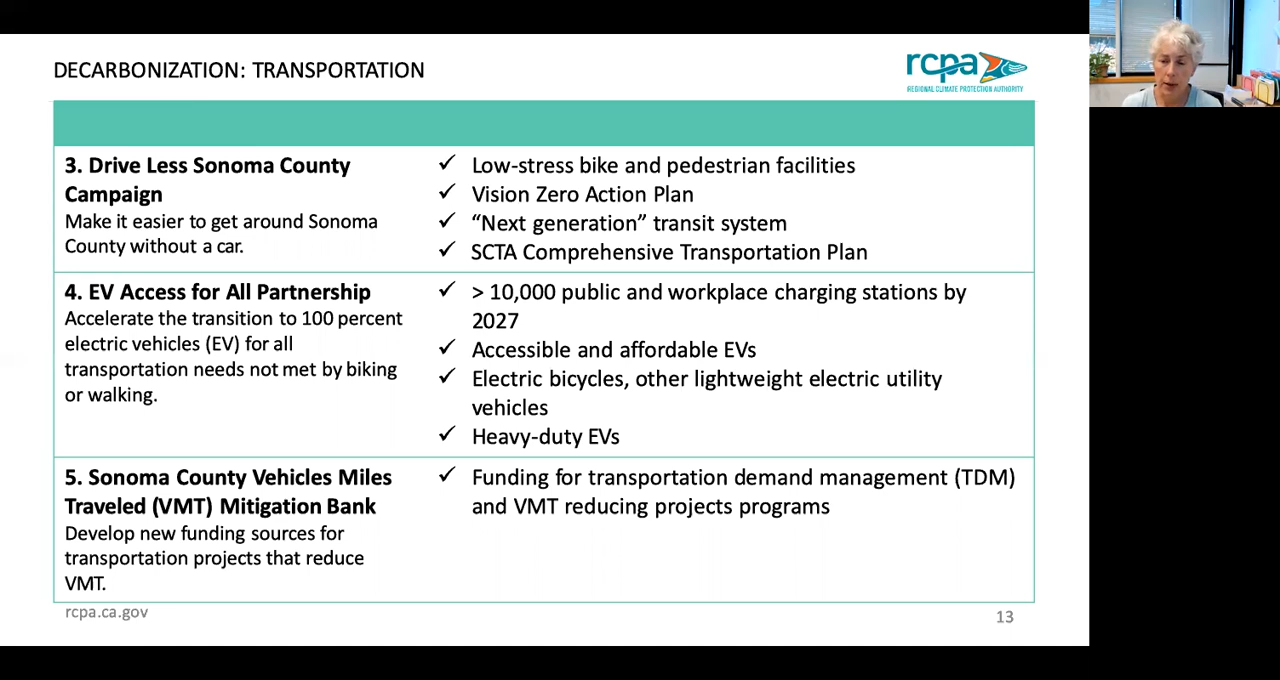 DECARBONIZATION: TRANSPORTATION
rcpa
REGIONAL CLIMATE PROTECTION AUTHORITY
3. Drive Less Sonoma County
Campaign
Make it easier to get around Sonoma
County without a car.
✓ Low-stress bike and pedestrian facilities
✓ Vision Zero Action Plan
✓ “Next generation” transit system
✓ SCTA Comprehensive Transportation Plan
4. EV Access for All Partnership
Accelerate the transition to 100 percent
electric vehicles (EV) for all
transportation needs not met by biking
or walking.
✓ > 10,000 public and workplace charging stations by
2027
✓ Accessible and affordable EVs
✓ Electric bicycles, other lightweight electric utility
vehicles
✓ Heavy-duty EVs
5. Sonoma County Vehicles Miles
Traveled (VMT) Mitigation Bank
Develop new funding sources for
transportation projects that reduce
VMT.
✓ Funding for transportation demand management (TDM)
and VMT reducing projects programs
rcpa.ca.gov
13